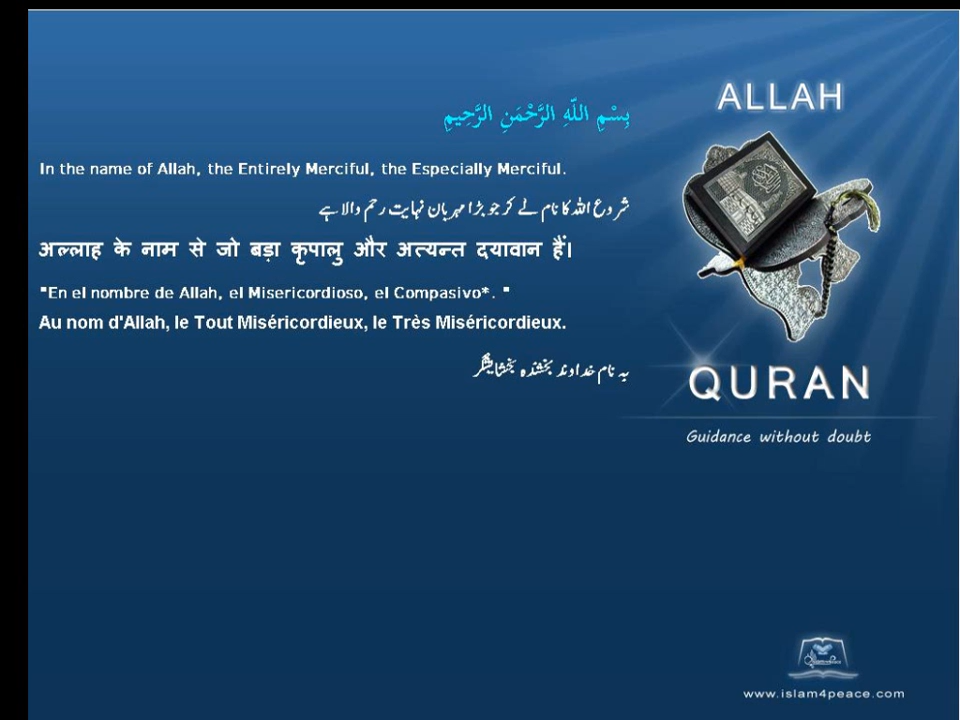 بِسْمِ اللَّهِ الرَّحْمَنِ الرَّحِيمِ
In the name of Allah, the Entirely Merciful, the Especially Merciful.
شروع اللہ کا نام لے کر جو بڑا مہربان نہایت رحم والا ہے
अल्लाह के नाम से जो बड़ा कृपालु और अत्यन्त दयावान हैं।
"En el nombre de Allah, el Misericordioso, el Compasivo*. "
Au nom d'Allah, le Tout Miséricordieux, le Très Miséricordieux.
به نام خداوند بخشنده بخشایشگر
ALLAH
QURAN
Guidance without doubt
www.islam4peace.com